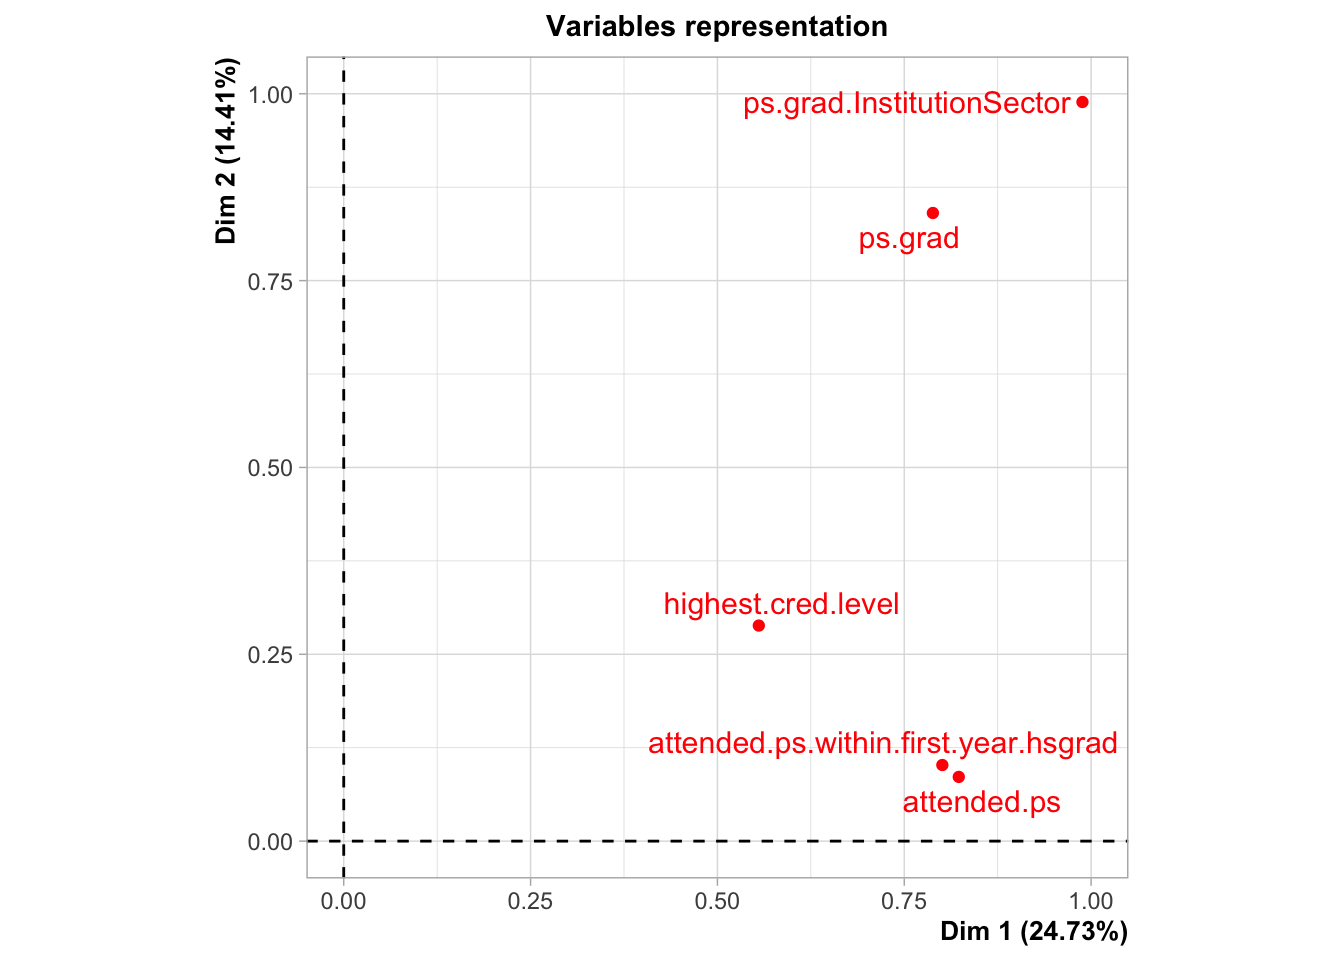 Variables representation
Dim 2 (14.41%)
1.00
0.75
0.50
0.25
0.00
ps.grad.InstitutionSector
ps.grad
highest.cred.level
attended.ps.within.first.year.hsgrad
attended.ps
0.00 0.25 0.50 0.75 1.00
Dim 1 (24.73%)